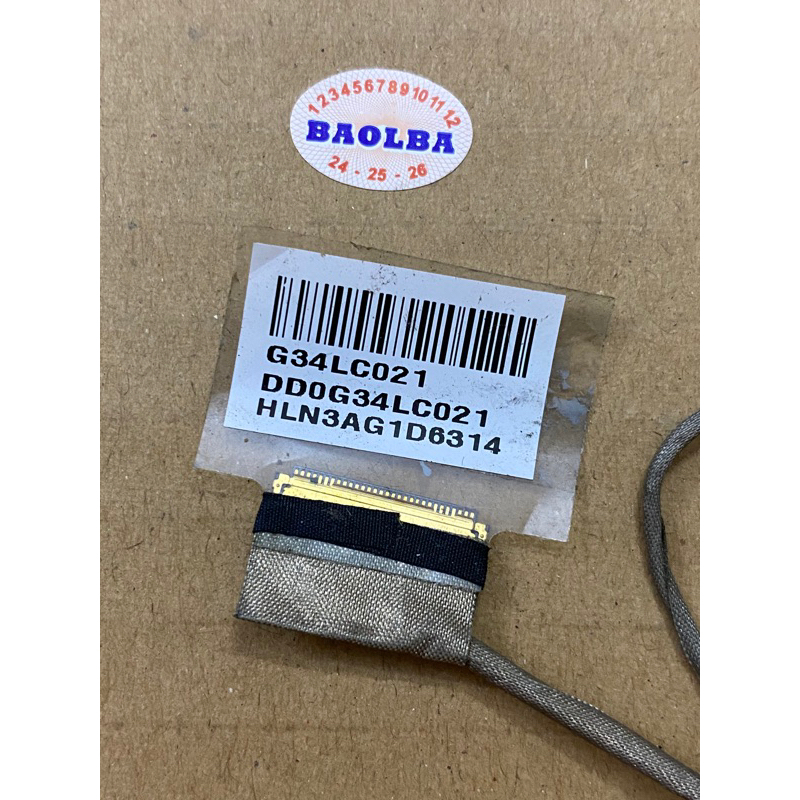 123456789101112
BAOLBA
24 - 25 - 26
G34LC021
DD0G34LC021
HLN3AG1D6314